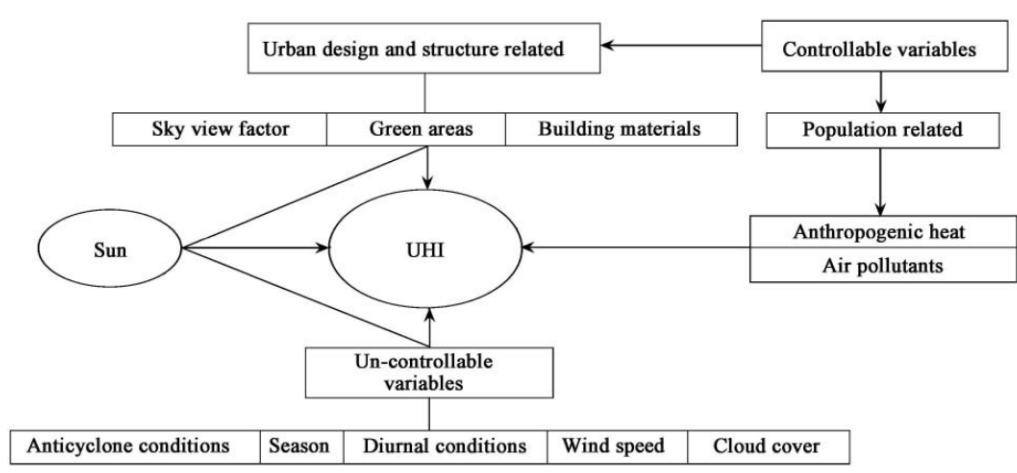 Urban design and structure related
Controllable variables
Sky view factor
Green areas
Building materials
Population related
Sun
UHI
Anthropogenic heat
Air pollutants
Un-controllable
variables
Anticyclone conditions
Season
Diurnal conditions
Wind speed
Cloud cover